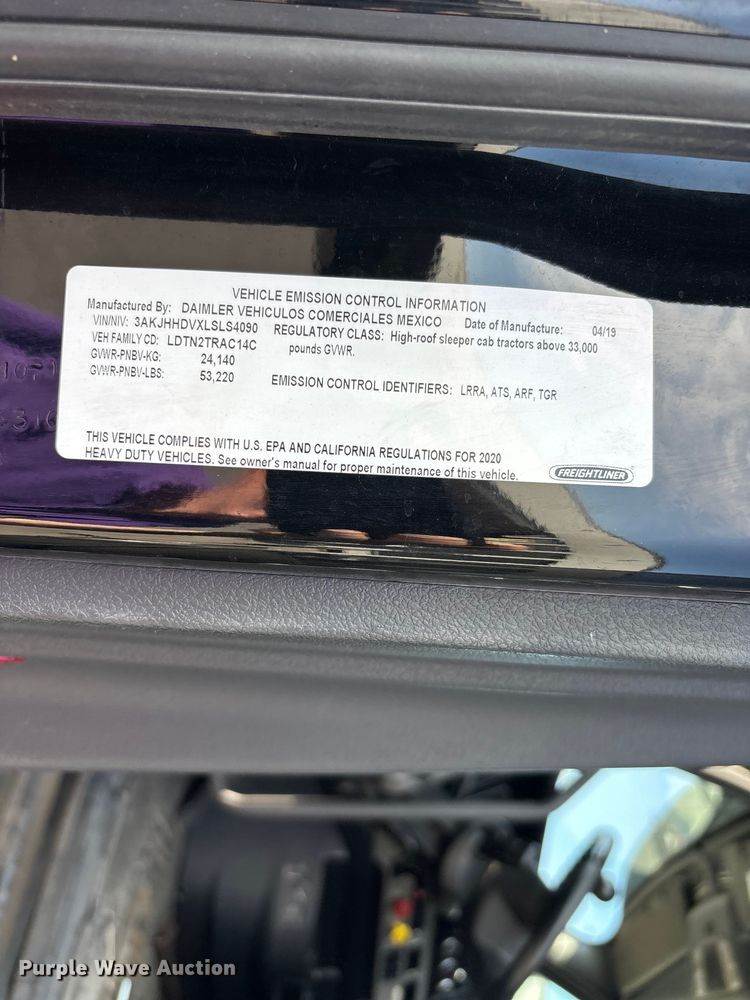 VEHICLE EMISSION CONTROL INFORMATION
Manufactured By: DAIMLER VEHICULOS COMERCIALES MEXICO Date of Manufacture: 04/19
VIN/NIV: 3AKJHHDVXLSLS4090 REGULATORY CLASS: High-roof sleeper cab tractors above 33,000
VEH FAMILY CD: LDTN2TRAC14C pounds GVWR.
GVWR-PNBV-KG: 24,140
GVWR-PNBV-LBS: 53,220 EMISSION CONTROL IDENTIFIERS: LRRA, ATS, ARF, TGR
THIS VEHICLE COMPLIES WITH U.S. EPA AND CALIFORNIA REGULATIONS FOR 2020
HEAVY DUTY VEHICLES. See owner's manual for proper maintenance of this vehicle.
FREIGHTLINER
Purple Wave Auction